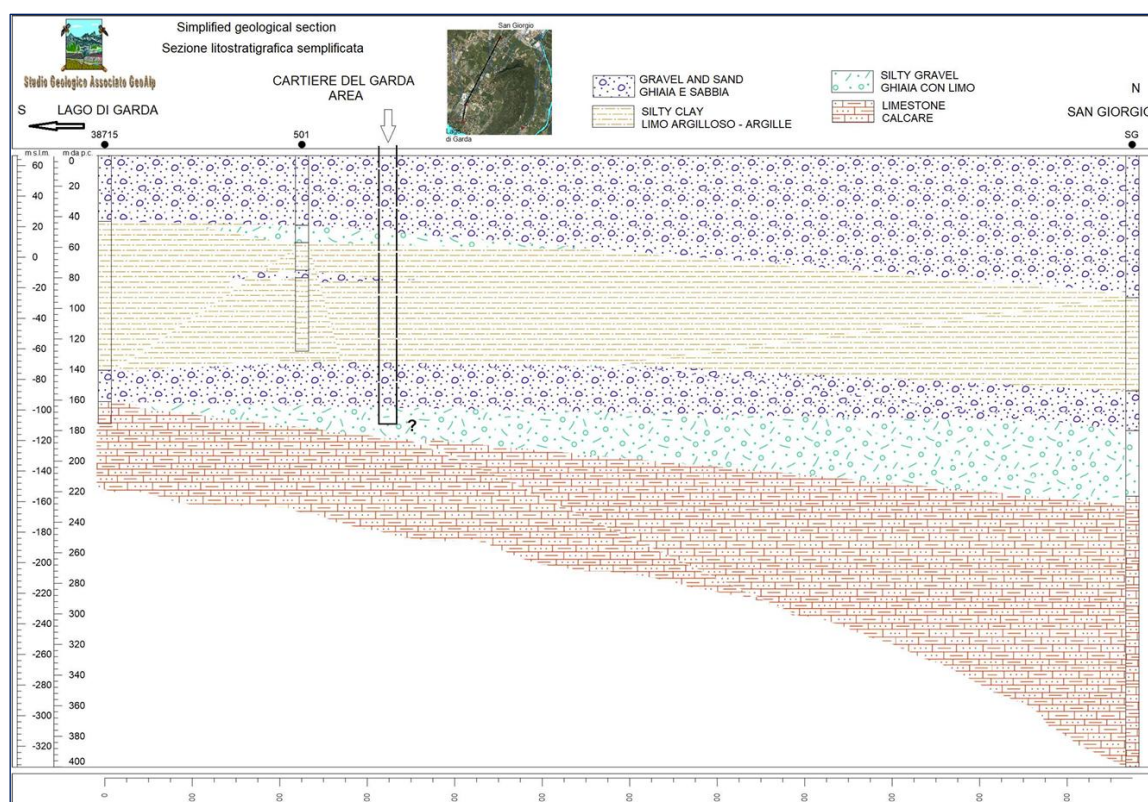 Simplified geological section
Sezione litostratigrafica semplificata
Studio Geologico Associato GeoAlp
CARTIERE DEL GARDA
AREA
San Giorgio
Lago
di Garda
GRAVEL AND SAND
GHIAIA E SABBIA
SILTY CLAY
LIMO ARGILLOSO - ARGILLE
SILTY GRAVEL
GHIAIA CON LIMO
LIMESTONE
CALCARE
S LAGO DI GARDA
N
SAN GIORGIO
38715
501
SG
m s.l.m. m da p.c.
60
40
20
0
-20
-40
-60
-80
-100
-120
-140
-160
-180
-200
-220
-240
-260
-280
-300
-320
0
20
40
60
80
100
120
140
160
180
200
220
240
260
280
300
320
340
360
380
400
?